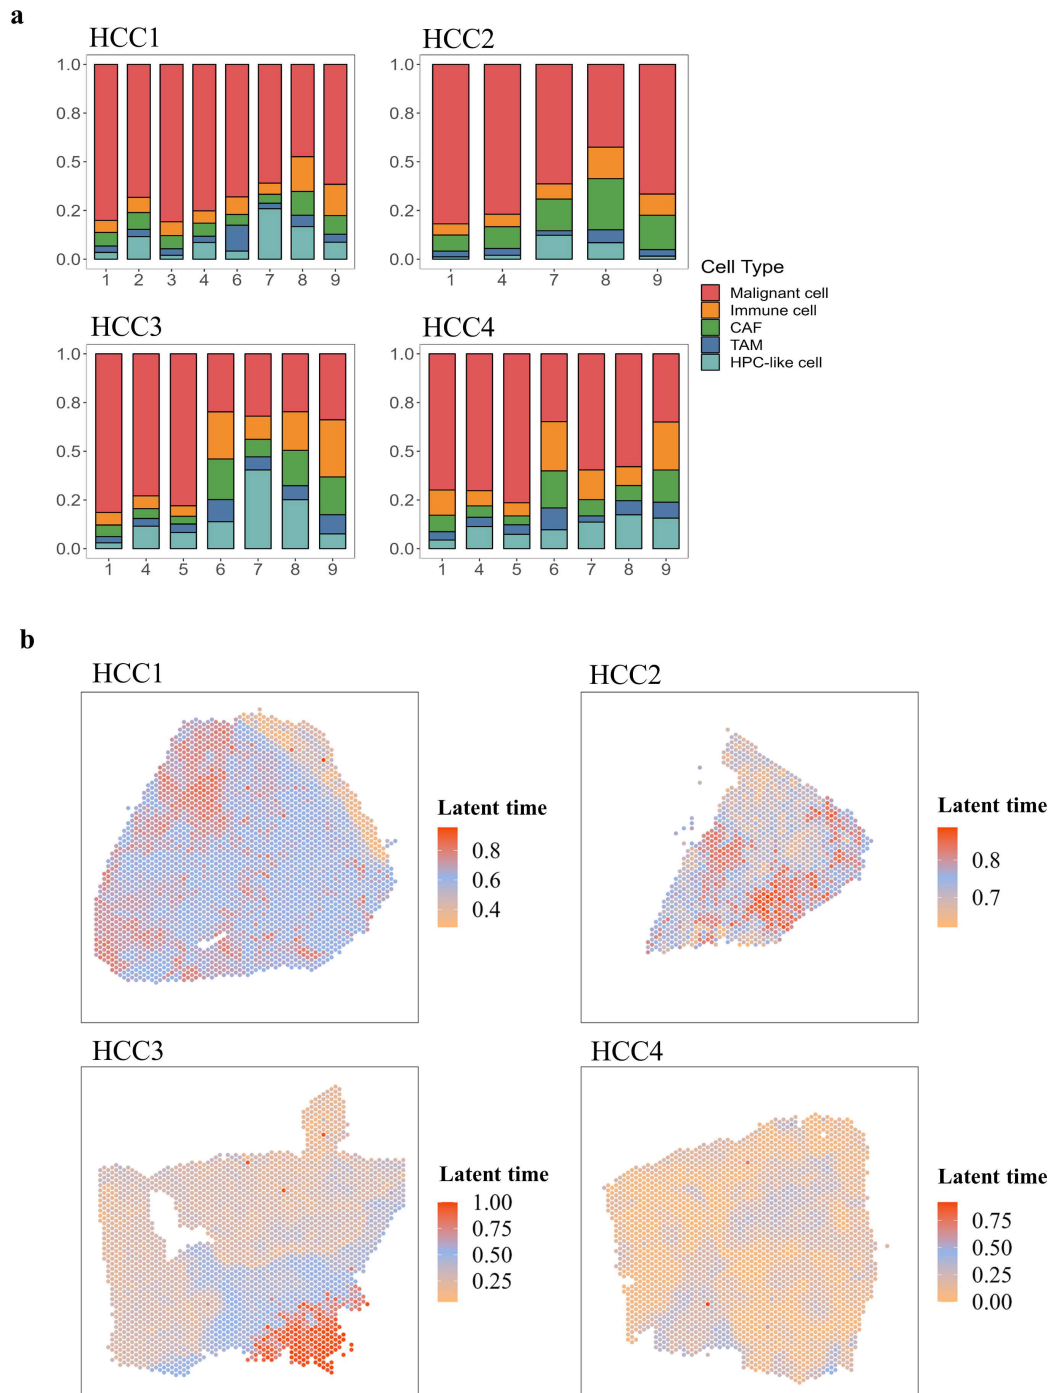 a
HCC1
HCC2
1.0
0.8
0.5
0.2
0.0
1 2 3 4 6 7 8 9
1.0
0.8
0.5
0.2
0.0
1 4 7 8 9
Cell Type
Malignant cell
Immune cell
CAF
TAM
HPC-like cell
HCC3
HCC4
1.0
0.8
0.5
0.2
0.0
1 4 5 6 7 8 9
1.0
0.8
0.5
0.2
0.0
1 4 5 6 7 8 9
b
HCC1
HCC2
Latent time
0.8
0.6
0.4
Latent time
0.8
0.7
HCC3
HCC4
Latent time
1.00
0.75
0.50
0.25
Latent time
0.75
0.50
0.25
0.00